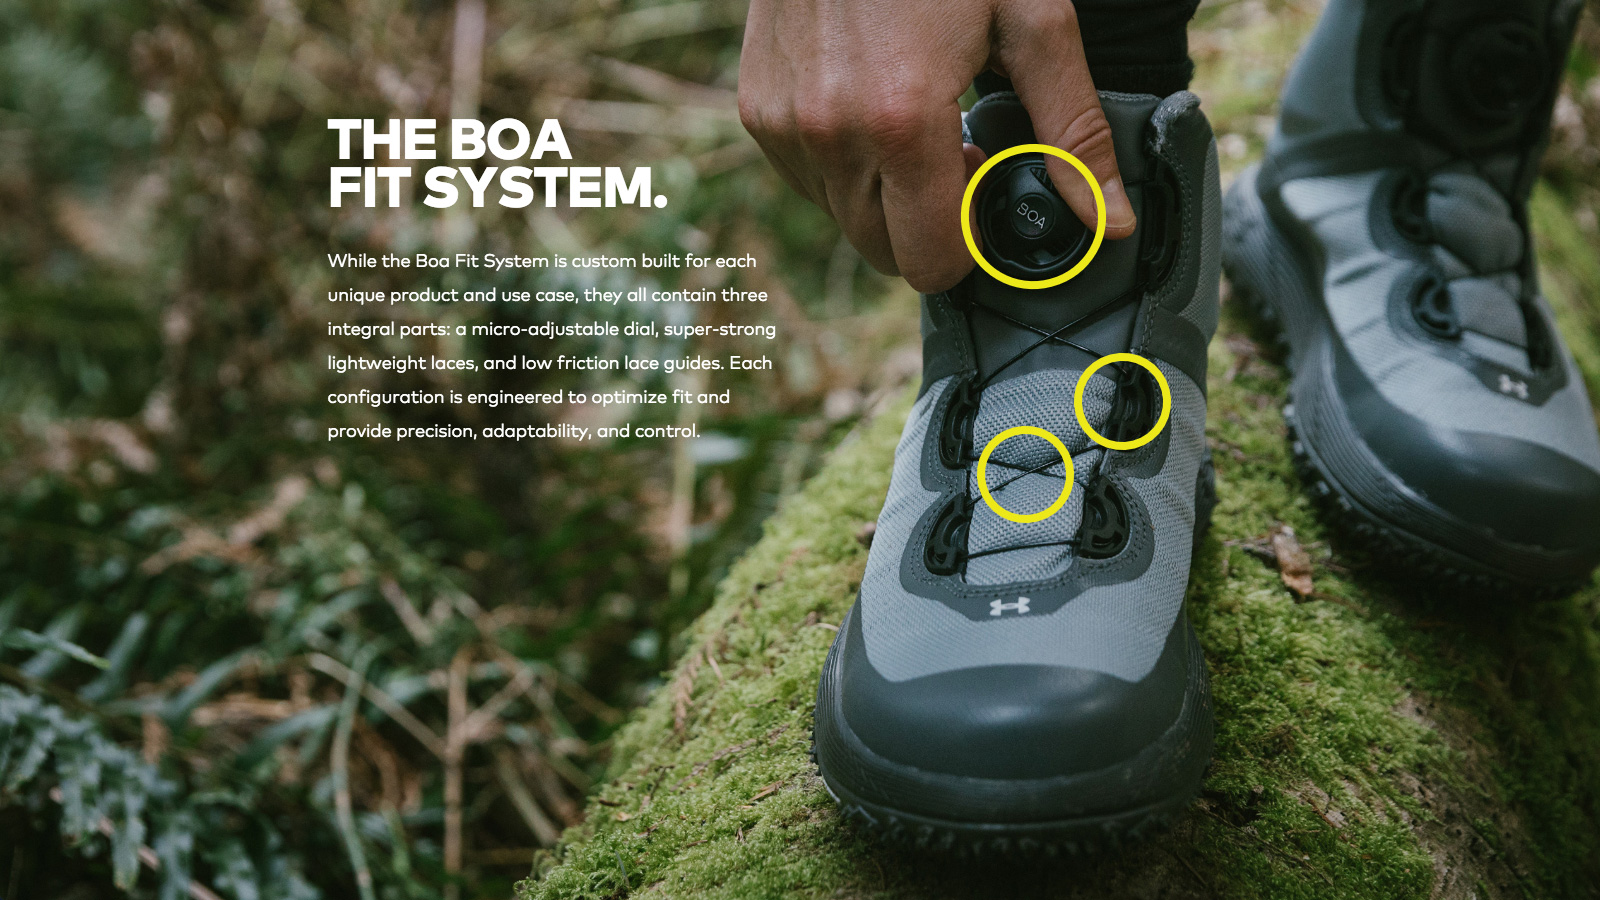 THE BOA
FIT SYSTEM.
While the Boa Fit System is custom built for each
unique product and use case, they all contain three
integral parts: a micro-adjustable dial, super-strong
lightweight laces, and low friction lace guides. Each
configuration is engineered to optimize fit and
provide precision, adaptability, and control.
BOA